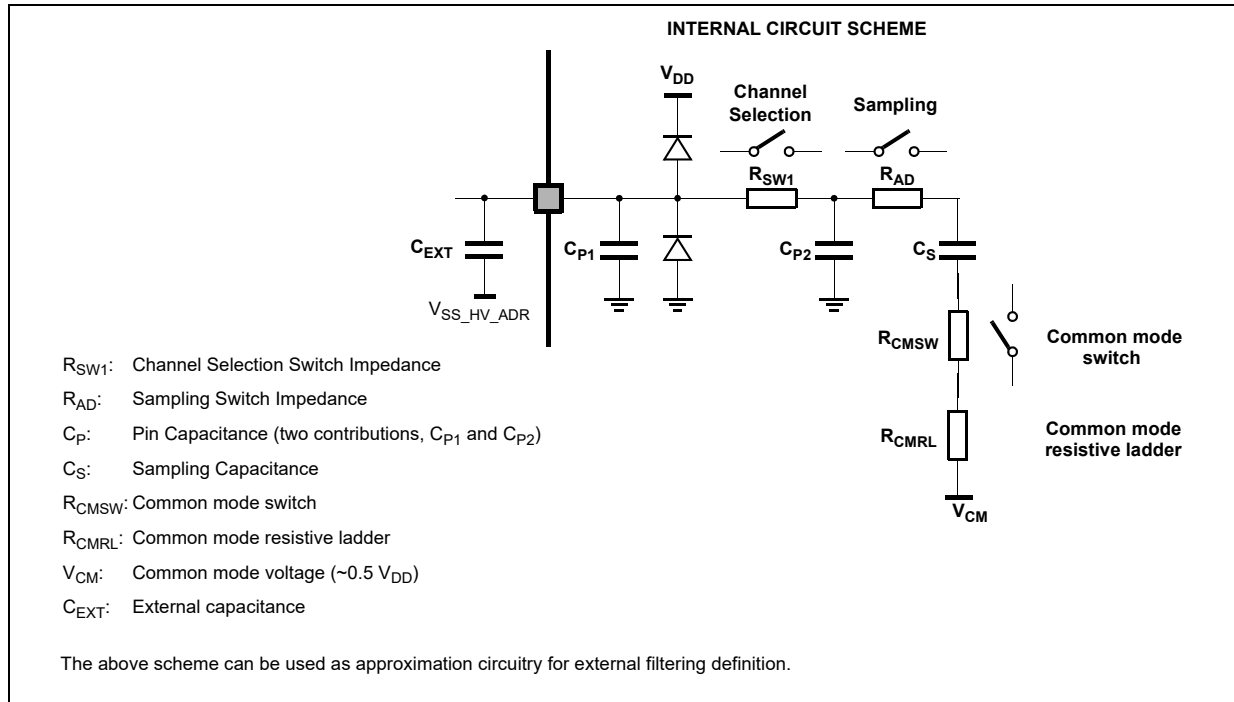 INTERNAL CIRCUIT SCHEME
VDD
Channel
Selection
Sampling
RSW1
RAD
CEXT
CP1
CP2
CS
VSS_HV_ADR
RCMSW
Common mode
switch
RCMRL
Common mode
resistive ladder
VCM
RSW1: Channel Selection Switch Impedance
RAD: Sampling Switch Impedance
CP: Pin Capacitance (two contributions, CP1 and CP2)
CS: Sampling Capacitance
RCMSW: Common mode switch
RCMRL: Common mode resistive ladder
VCM: Common mode voltage (~0.5 VDD)
CEXT: External capacitance
The above scheme can be used as approximation circuitry for external filtering definition.